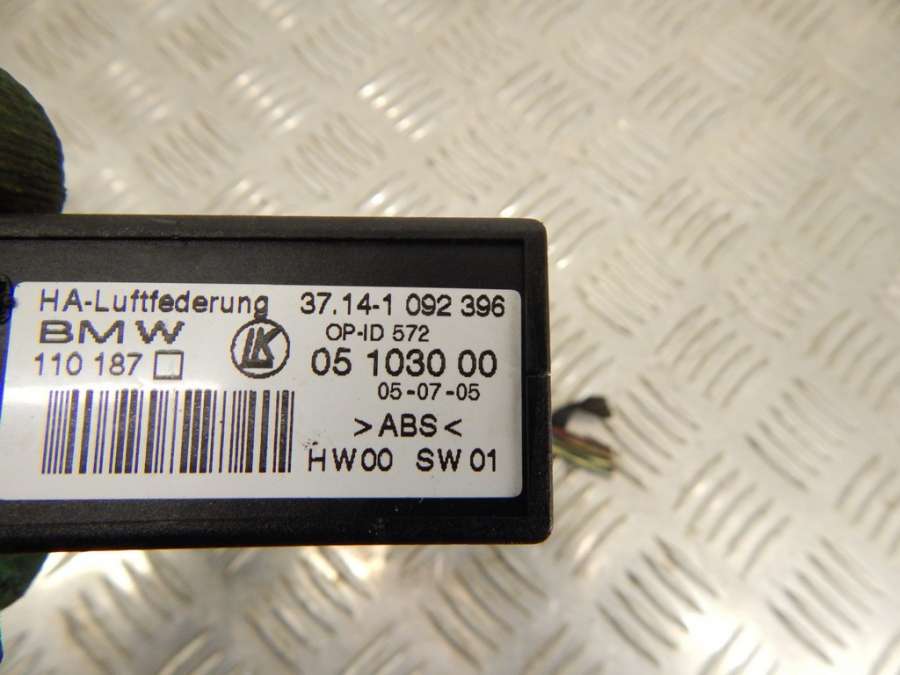 HA-Luftfederung 37.14-1 092 396
BMW LK OP-ID 572
110 187 05 1030 00
05-07-05
>ABS<
HW00 SW01